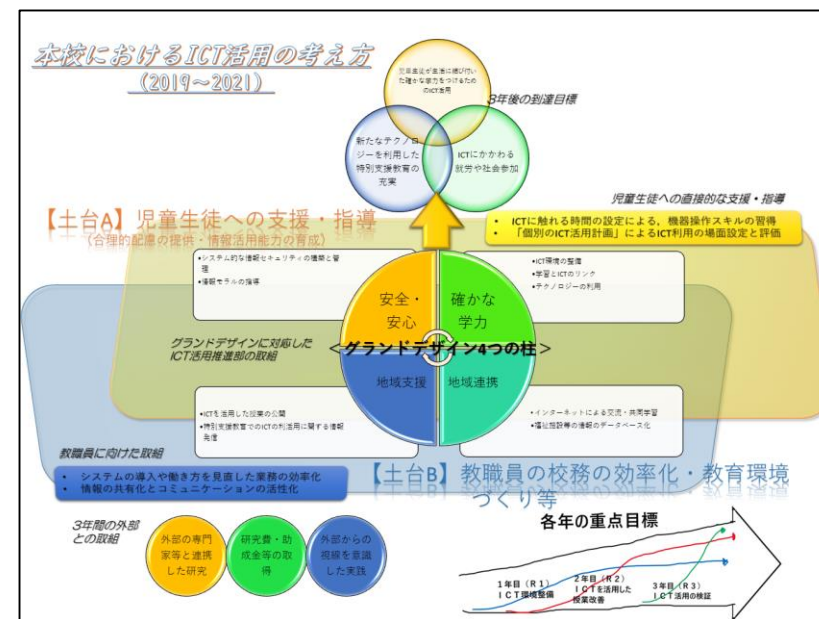 本校におけるICT活用の考え方
(2019～2021)
児童生徒が生活に結び付い
た確かな学力をつけるため
のICT活用
3年後の到達目標
新たなテクノロ
ジーを利用した
特別支援教育の
充実
ICTにかかわる
就労や社会参加
児童生徒への直接的な支援・指導
• ICTに触れる時間の設定による，機器操作スキルの習得
• 「個別のICT活用計画」によるICT利用の場面設定と評価
【土台A】児童生徒への支援・指導
（合理的配慮の提供・情報活用能力の育成）
•システム的な情報セキュリティの構築と管
理
•情報モラルの指導
•ICT環境の整備
•学習とICTのリンク
•テクノロジーの利用
安全・
安心
確かな
学力
グランドデザインに対応した
ICT活用推進部の取組
＜グランドデザイン4つの柱＞
地域支援
地域連携
•ICTを活用した授業の公開
•特別支援教育でのICTの利活用に関する情報
発信
•インターネットによる交流・共同学習
•福祉施設等の情報のデータベース化
教職員に向けた取組
• システムの導入や働き方を見直した業務の効率化
• 情報の共有化とコミュニケーションの活性化
【土台B】教職員の校務の効率化・教育環境
づくり等
3年間の外部
との取組
外部の専門
家等と連携
した研究
研究費・助
成金等の取
得
外部からの
視線を意識
した実践
各年の重点目標
1年目（R1）
ICT環境整備
2年目（R2）
ICTを活用した
授業改善
3年目（R3）
ICT活用の検証